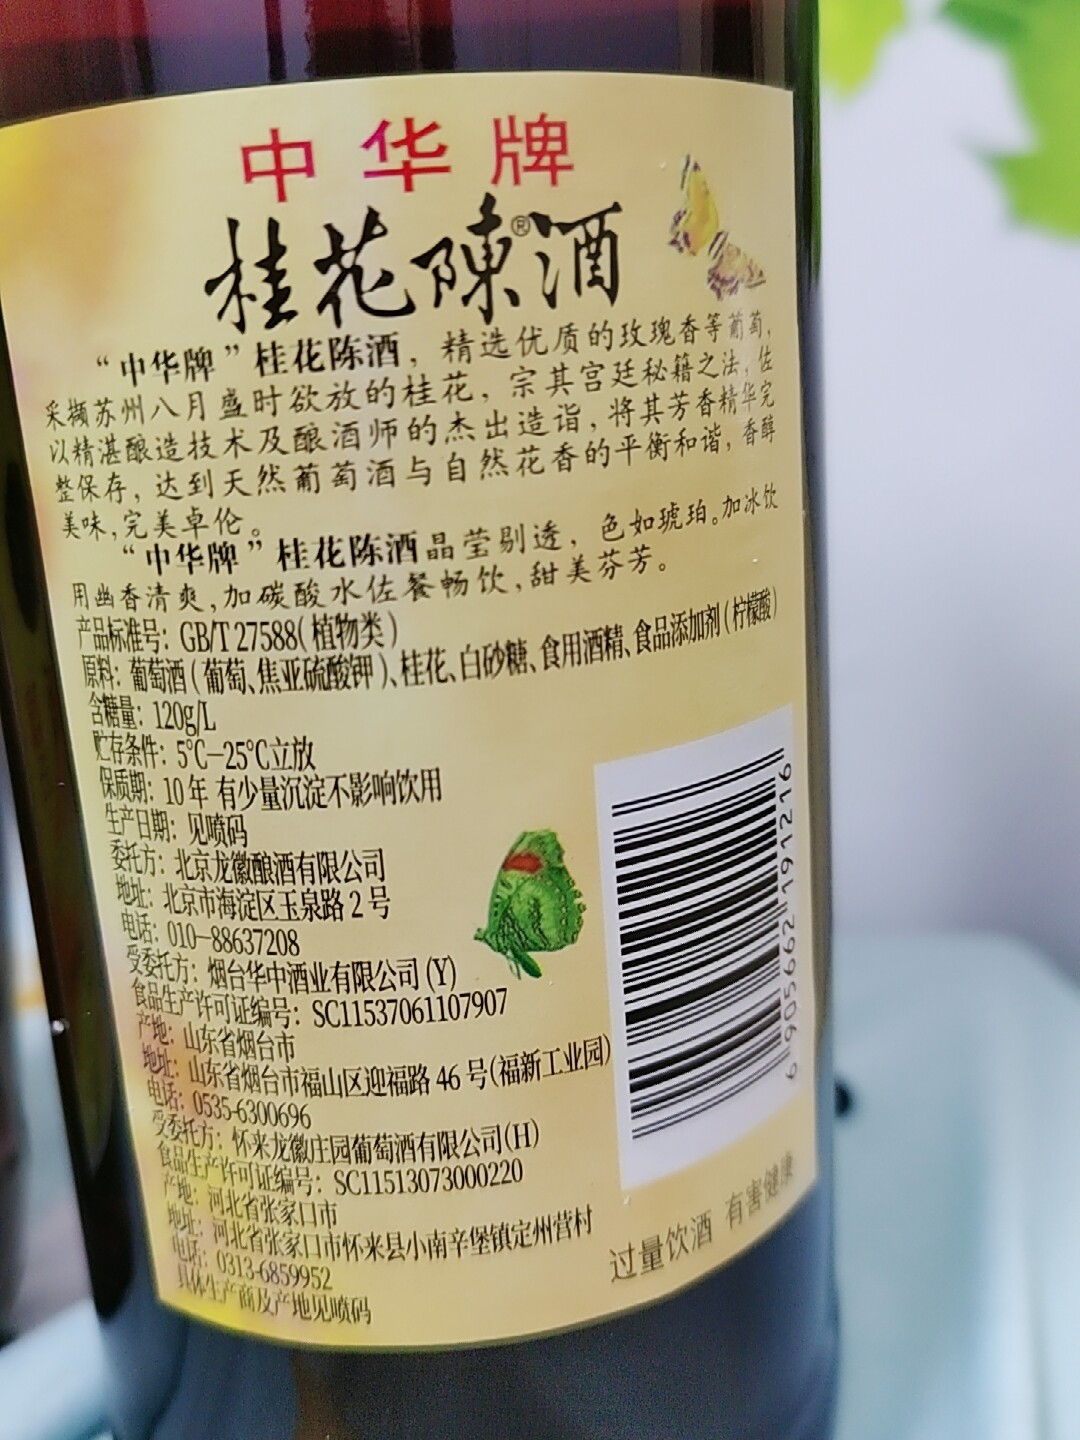 中华牌
桂花陳®酒
“中华牌”桂花陈酒，精选优质的玫瑰香等葡萄，
采撷苏州八月盛时欲放的桂花，宗其宫廷秘籍之法，佐
以精湛酿造技术及酿酒师的杰出造诣，将其芳香精华完
整保存，达到天然葡萄酒与自然花香的平衡和谐，香醇
美味，完美卓伦。
“中华牌”桂花陈酒晶莹剔透，色如琥珀。加冰饮
用幽香清爽，加碳酸水佐餐畅饮，甜美芬芳。
产品标准号：GB/T 27588(植物类)
原料：葡萄酒(葡萄、焦亚硫酸钾)、桂花、白砂糖、食用酒精、食品添加剂(柠檬酸)
含糖量：120g/L
贮存条件：5°C—25°C立放
保质期：10年 有少量沉淀不影响饮用
生产日期：见喷码
委托方：北京龙徽酿酒有限公司
地址：北京市海淀区玉泉路2号
电话：010—88637208
受委托方：烟台华中酒业有限公司(Y)
食品生产许可证编号：SC11537061107907
产地：山东省烟台市
地址：山东省烟台市福山区迎福路46号(福新工业园)
电话：0535-6300696
受委托方：怀来龙徽庄园葡萄酒有限公司(H)
食品生产许可证编号：SC11513073000220
产地：河北省张家口市
地址：河北省张家口市怀来县小南辛堡镇定州营村
电话：0313-6859952
具体生产商及产地见喷码
6905662191216
过量饮酒 有害健康